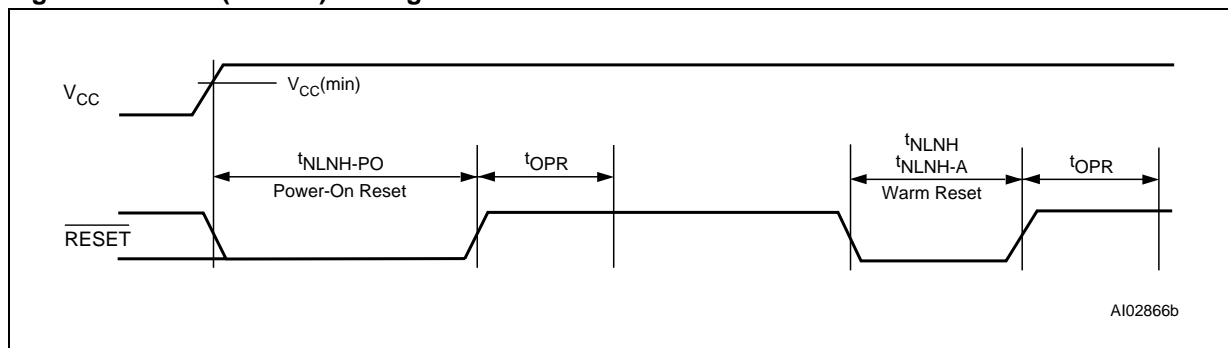 VCC
VCC(min)
tNLNH-PO
Power-On Reset
tOPR
tNLNH
tNLNH-A
Warm Reset
tOPR
RESET
AI02866b